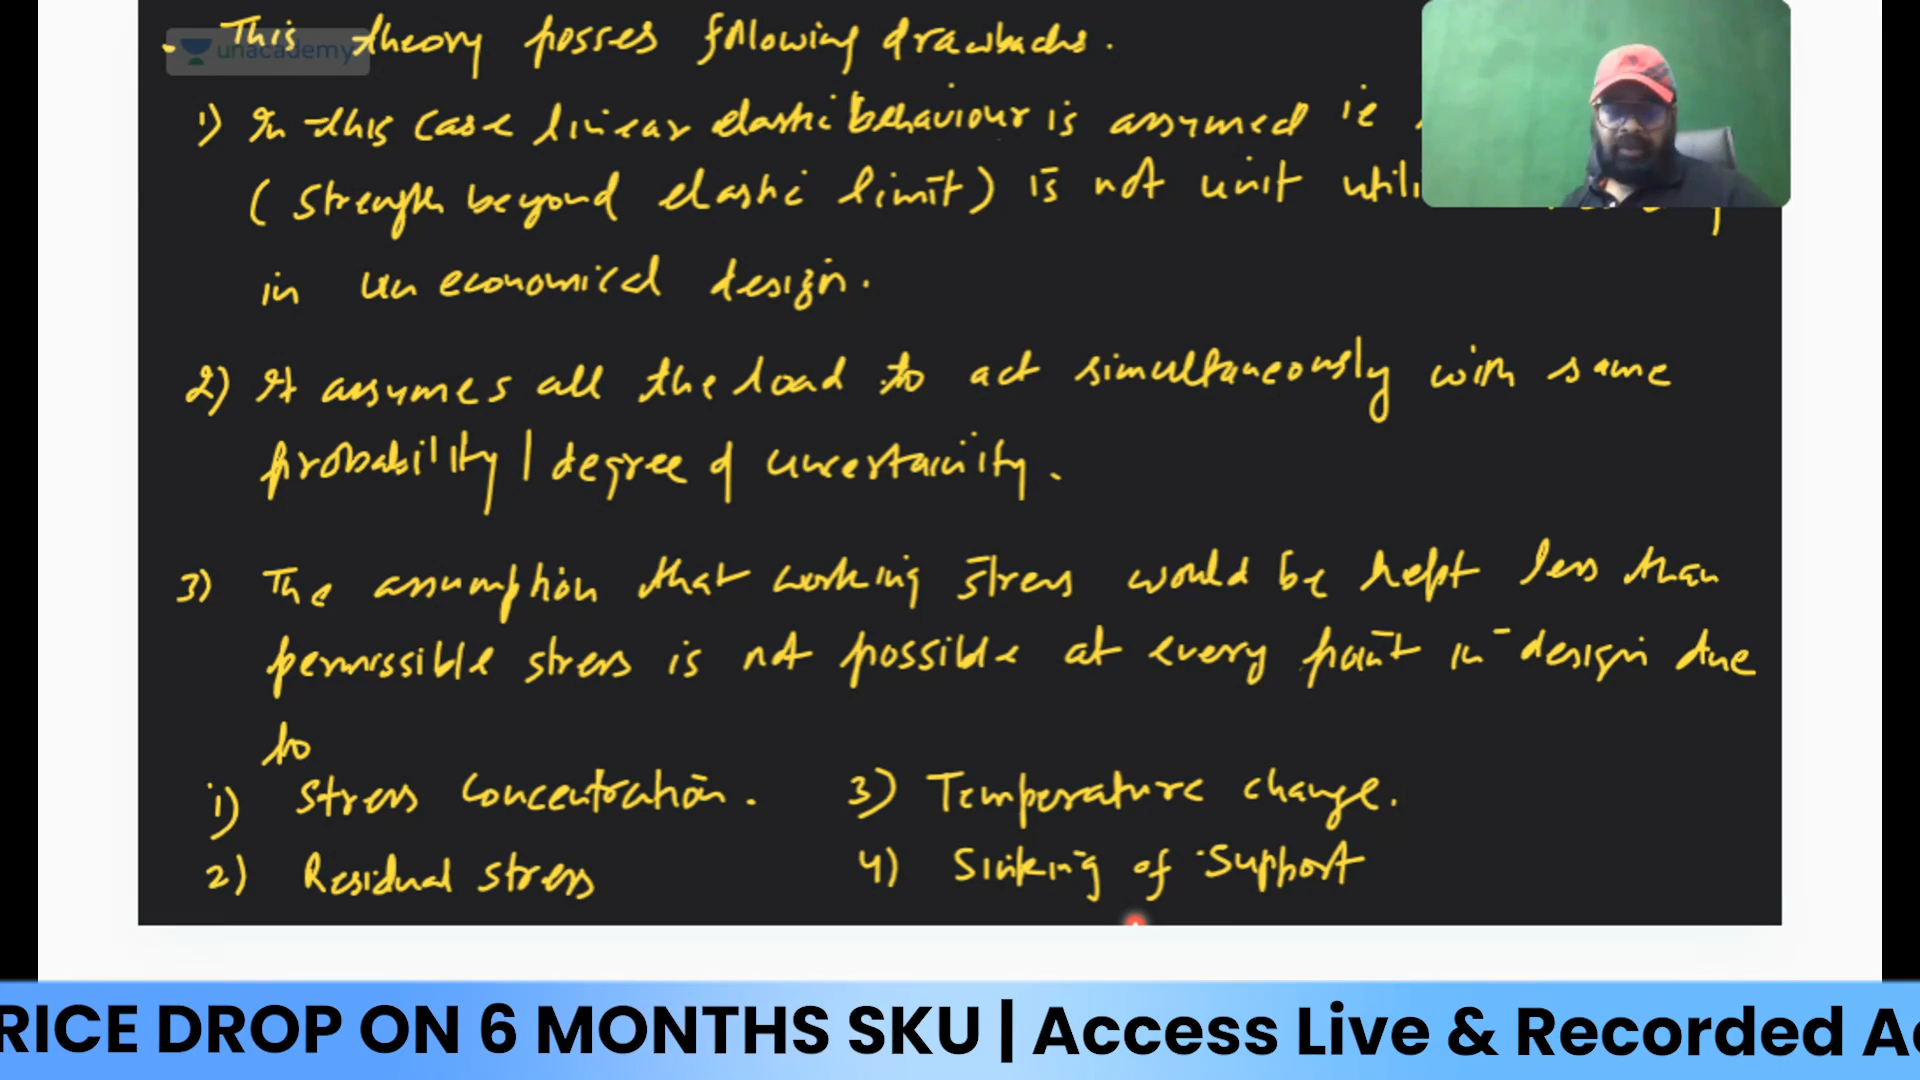 - This theory posses following drawbacks.
unacademy
1) In this case linear elastic behaviour is assumed ie
(strength beyond elastic limit) is not unit utili
in uneconomical design.
2) It assumes all the load to act simultaneously with same
probability | degree of uncertainity.
3) The assumption that working stress would be kept less than
permissible stress is not possible at every point in design due
to
1) Stress concentration. 3) Temperature change.
2) Residual stress 4) Sinking of Support
RICE DROP ON 6 MONTHS SKU | Access Live & Recorded Ac